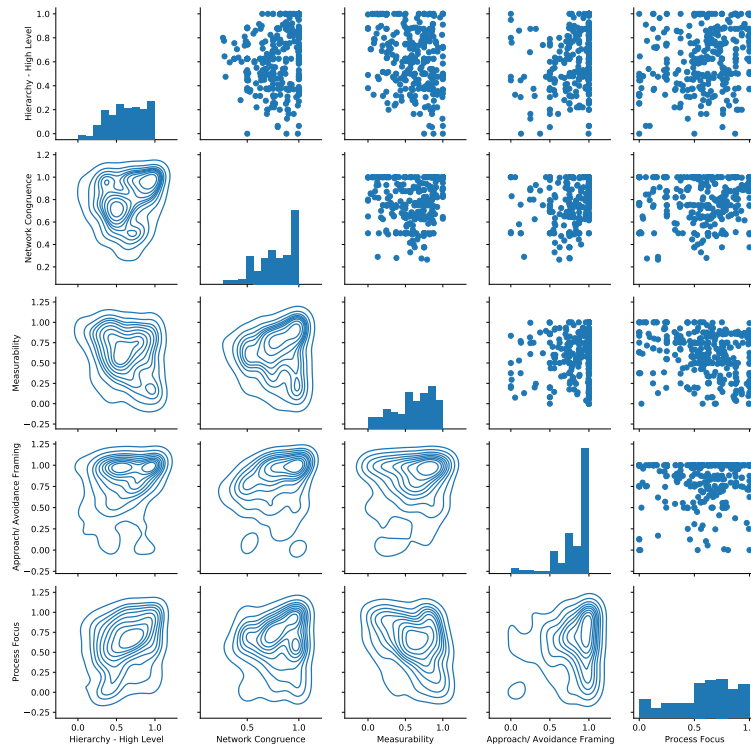 Hierarchy - High Level
1.0
0.8
0.6
0.4
0.2
0.0
Network Congruence
1.2
1.0
0.8
0.6
0.4
0.2
Measurability
1.25
1.00
0.75
0.50
0.25
0.00
−0.25
Approach/ Avoidance Framing
1.25
1.00
0.75
0.50
0.25
0.00
−0.25
Process Focus
1.25
1.00
0.75
0.50
0.25
0.00
−0.25
0.0 0.5 1.0
0.5 1.0
0.0 0.5 1.0
0.0 0.5 1.0
0.0 0.5 1.0
Hierarchy - High Level
Network Congruence
Measurability
Approach/ Avoidance Framing
Process Focus